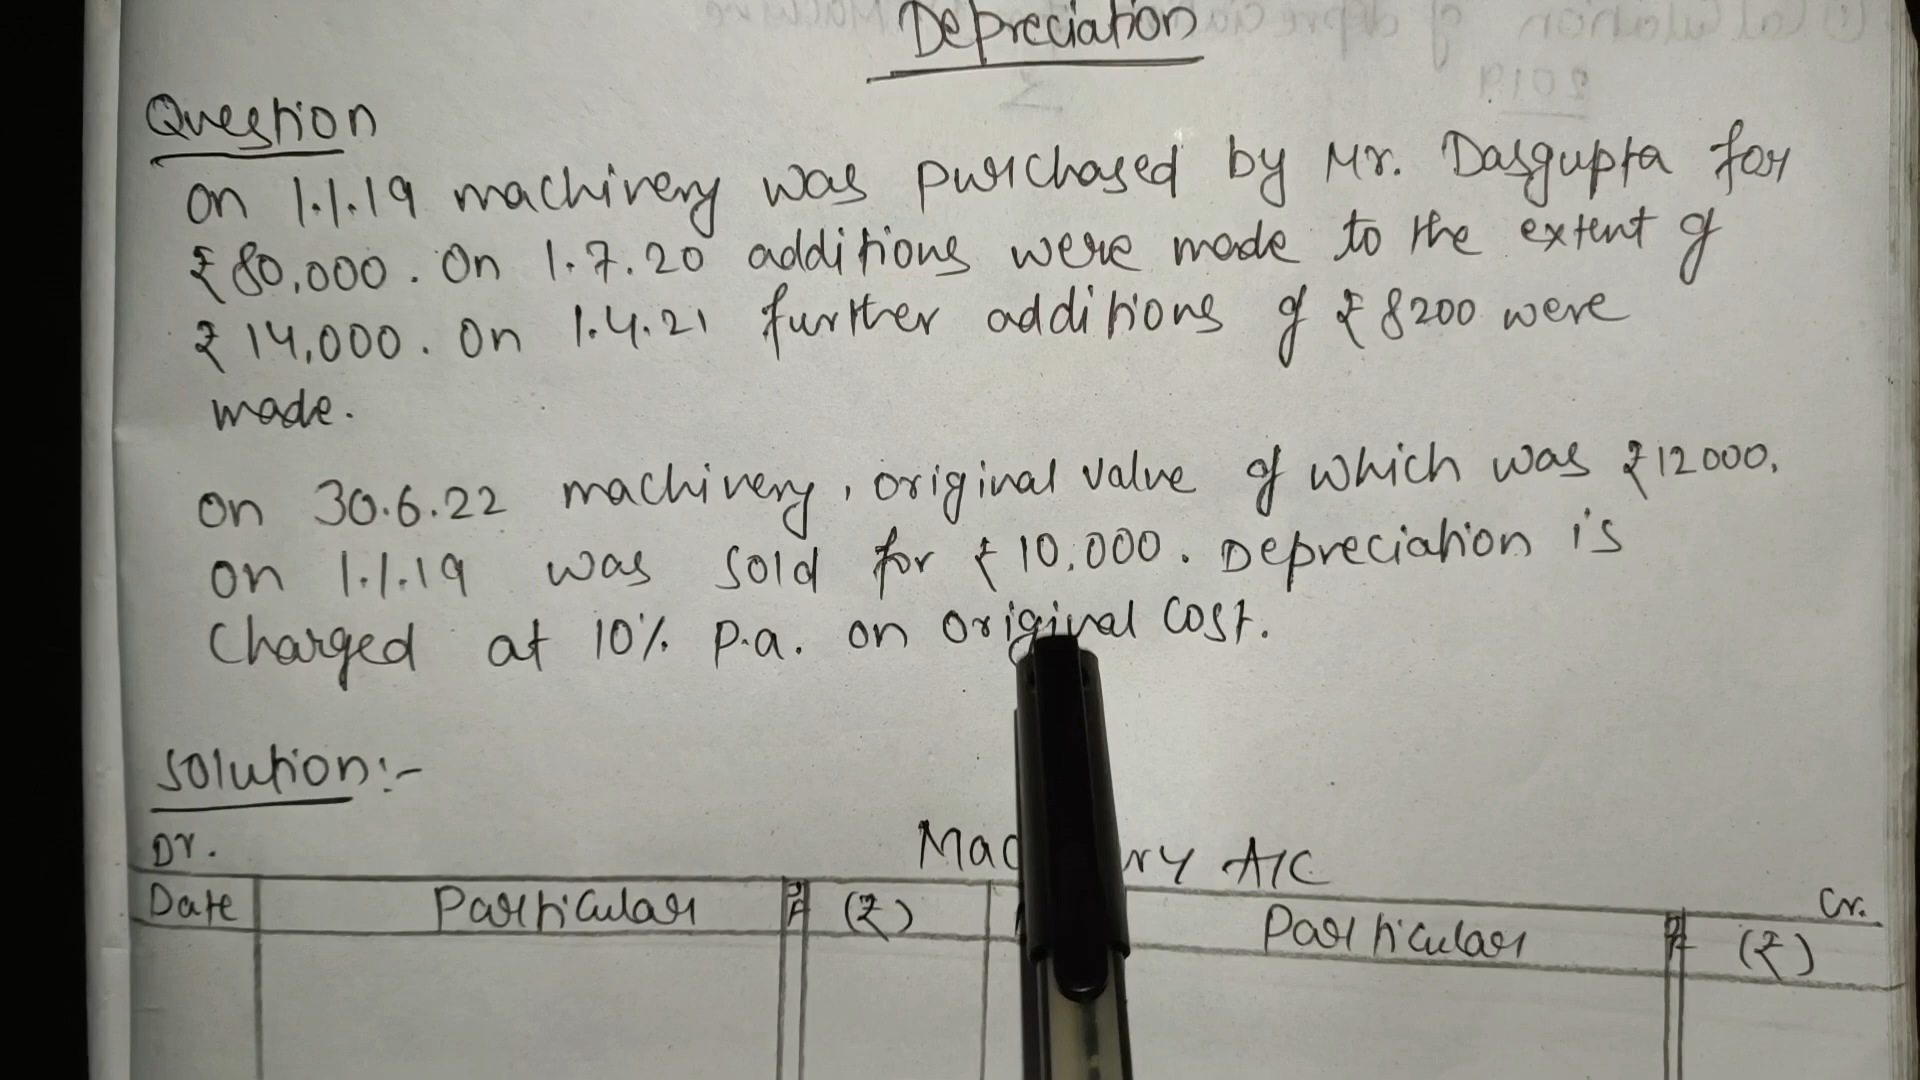 Depreciation
Question
on 1.1.19 machinery was purchased by Mr. Dasgupta for
₹80,000. On 1.7.20 additions were made to the extent of
₹14,000. On 1.4.21 further additions of ₹8200 were
made.
on 30.6.22 machinery, original value of which was ₹12000,
on 1.1.19 was sold for ₹10,000. Depreciation is
Charged at 10% p.a. on original cost.
Solution:-
Dr. Mac ry A/C Cr.
Date Particular (₹) Particular (₹)